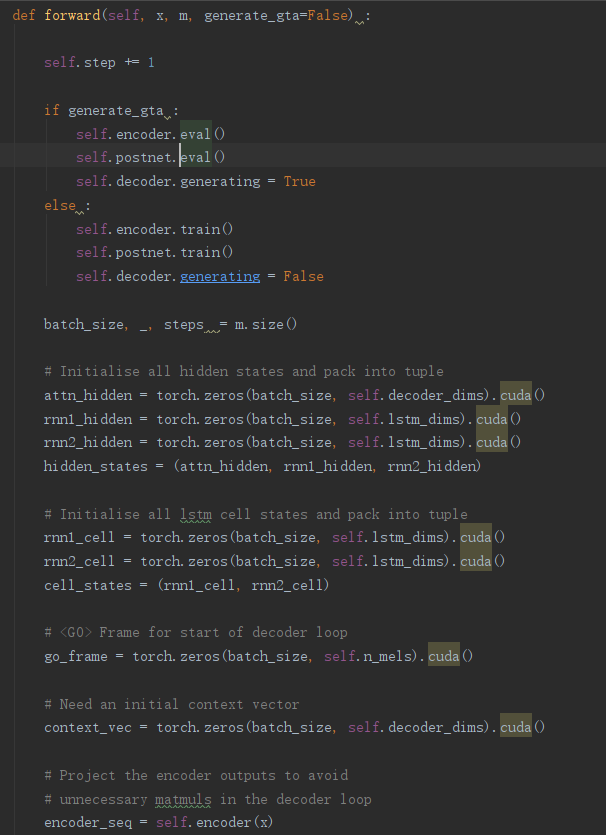 def forward(self, x, m, generate_gta=False) :
self.step += 1
if generate_gta :
self.encoder.eval()
self.postnet.eval()
self.decoder.generating = True
else :
self.encoder.train()
self.postnet.train()
self.decoder.generating = False
batch_size, _, steps  = m.size()
# Initialise all hidden states and pack into tuple
attn_hidden = torch.zeros(batch_size, self.decoder_dims).cuda()
rnn1_hidden = torch.zeros(batch_size, self.lstm_dims).cuda()
rnn2_hidden = torch.zeros(batch_size, self.lstm_dims).cuda()
hidden_states = (attn_hidden, rnn1_hidden, rnn2_hidden)
# Initialise all lstm cell states and pack into tuple
rnn1_cell = torch.zeros(batch_size, self.lstm_dims).cuda()
rnn2_cell = torch.zeros(batch_size, self.lstm_dims).cuda()
cell_states = (rnn1_cell, rnn2_cell)
# <GO> Frame for start of decoder loop
go_frame = torch.zeros(batch_size, self.n_mels).cuda()
# Need an initial context vector
context_vec = torch.zeros(batch_size, self.decoder_dims).cuda()
# Project the encoder outputs to avoid
# unnecessary matmuls in the decoder loop
encoder_seq = self.encoder(x)